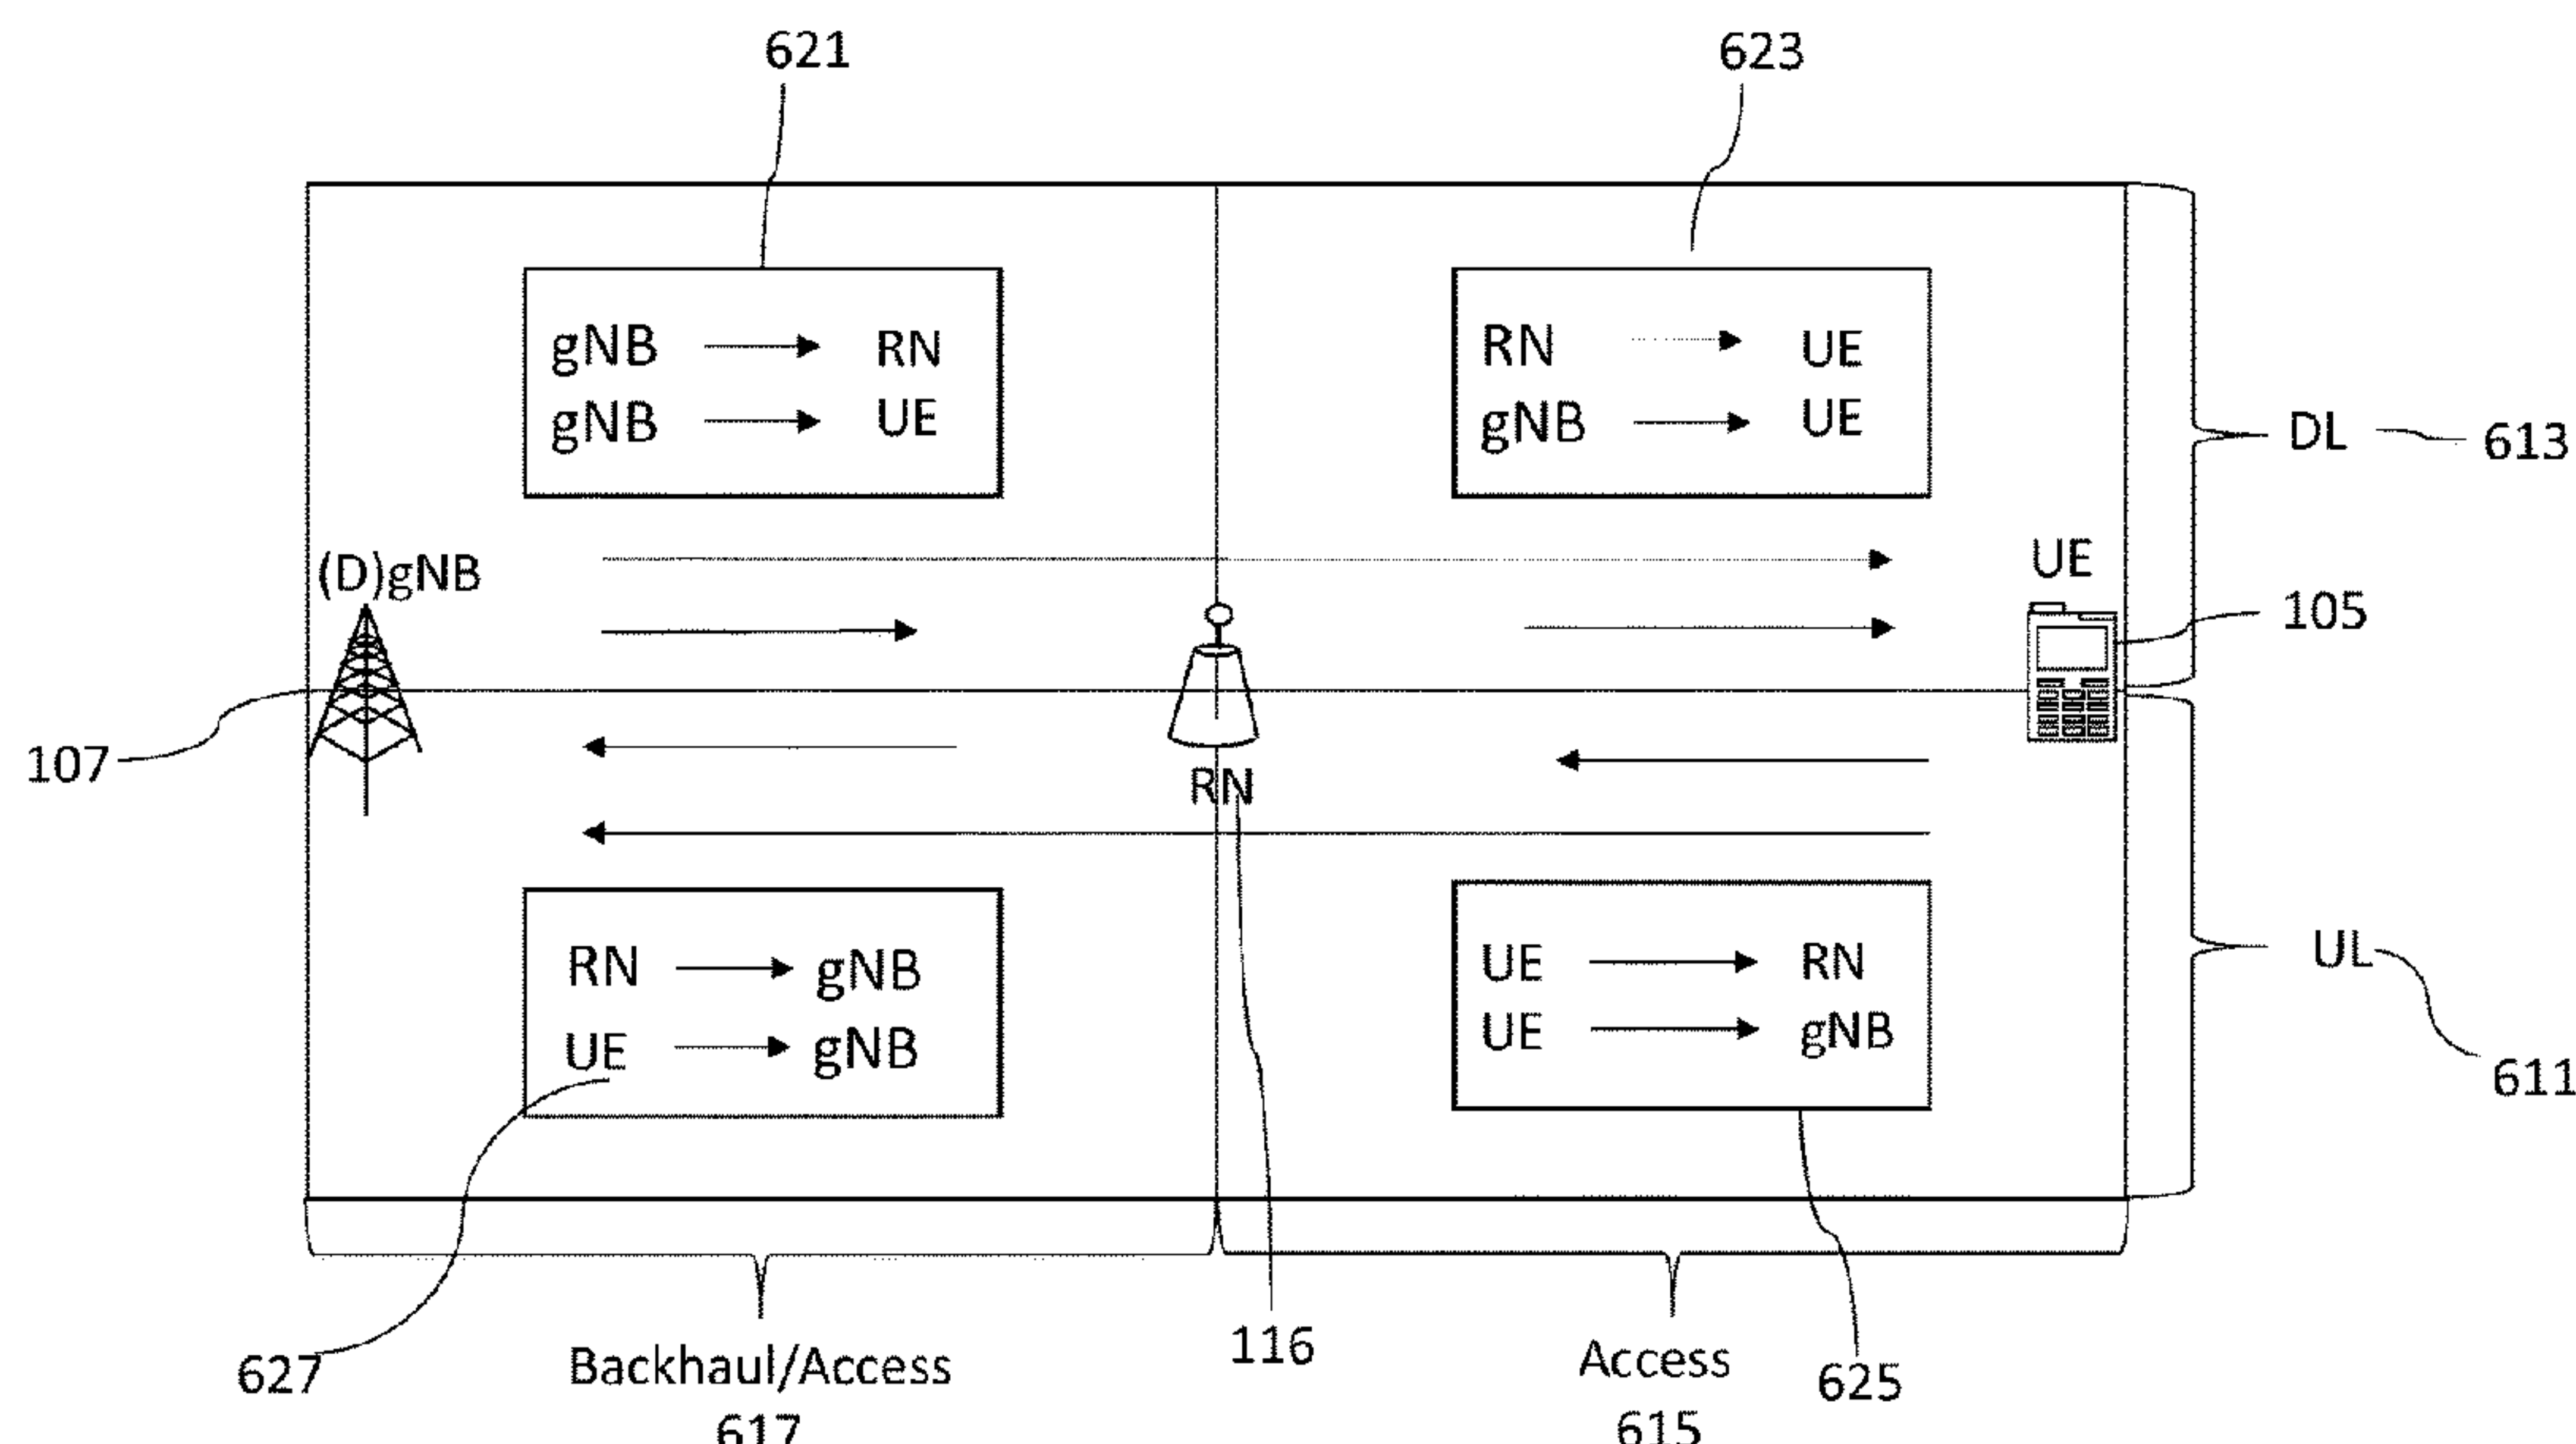 621
623
gNB RN
gNB UE
RN UE
gNB UE
DL 613
(D)gNB
UE
105
107
RN
RN gNB
UE gNB
UE RN
UE gNB
UL
611
627
Backhaul/Access
617
116
Access
615
625